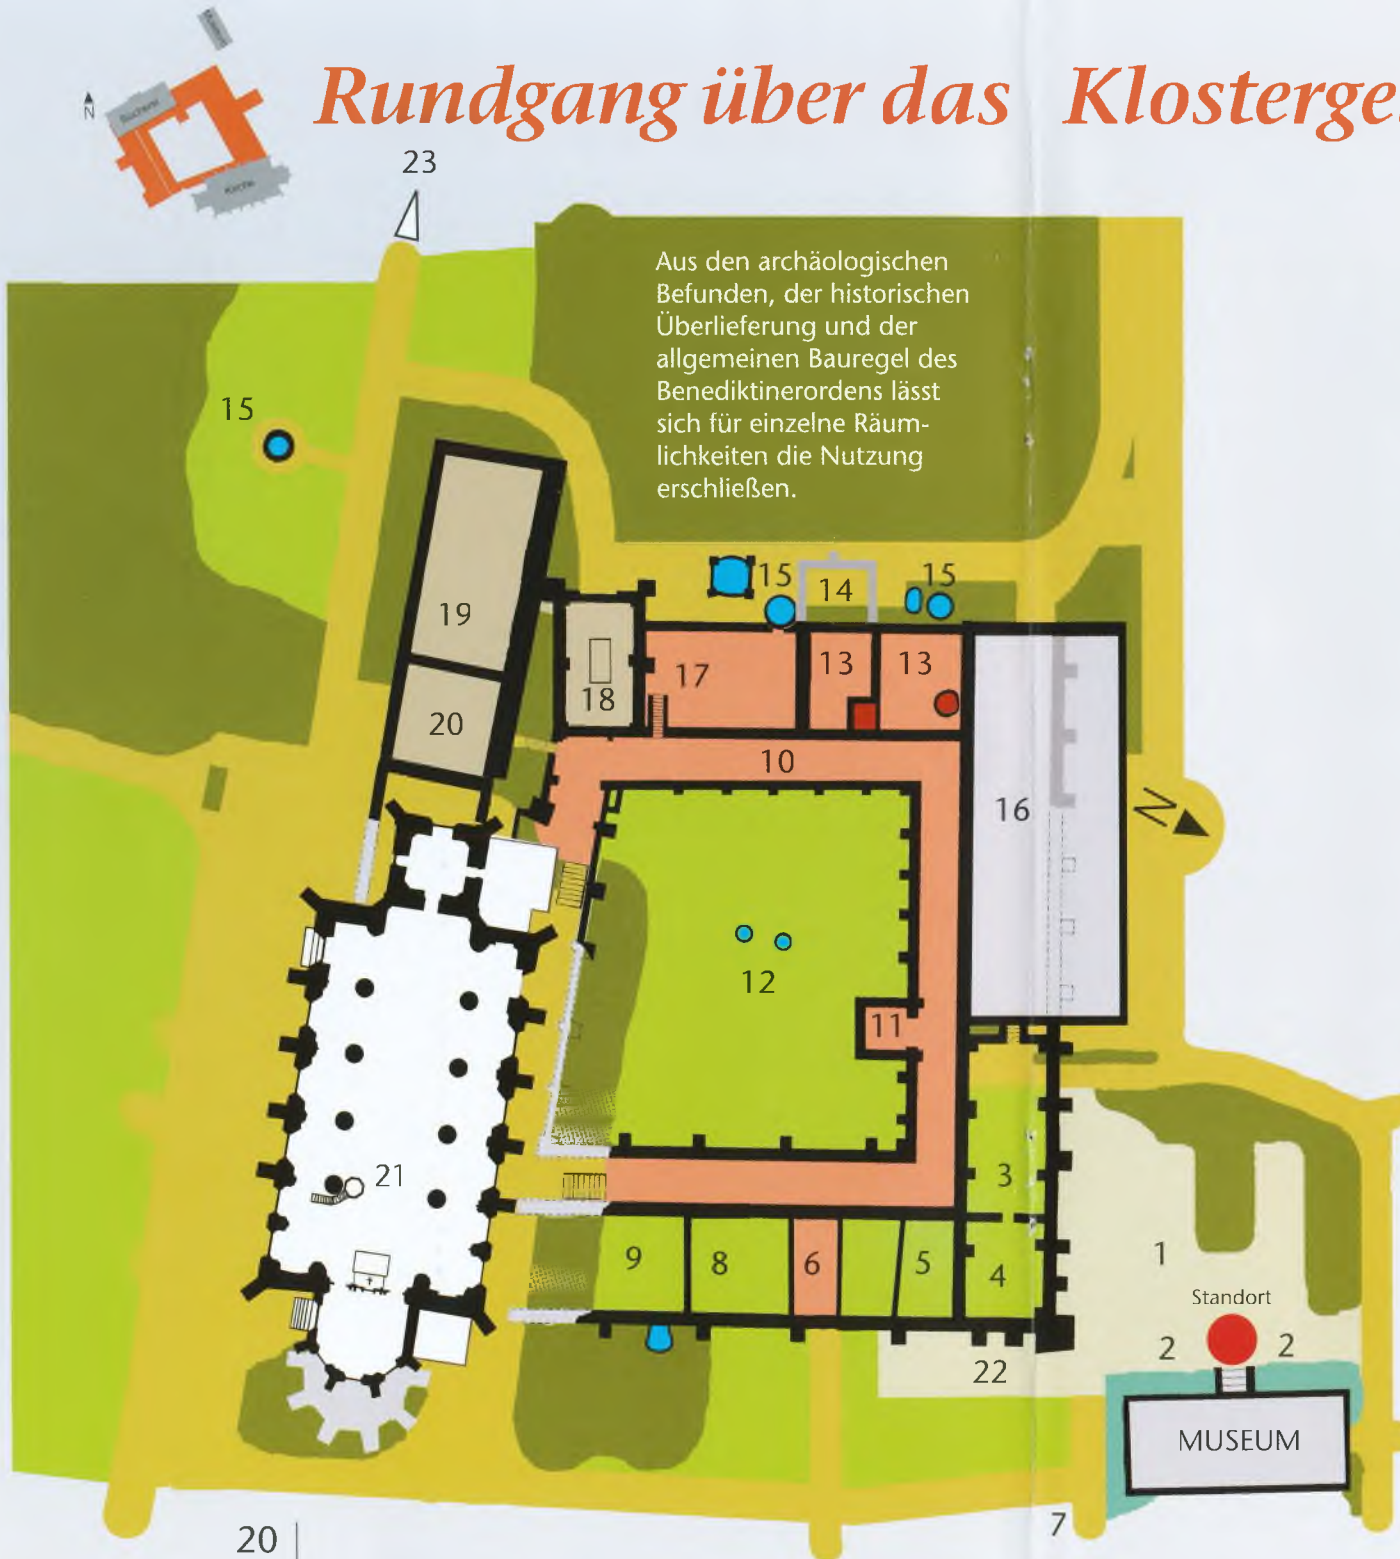 Rundgang über das Klosterge
N
Bücherei
Kirche
23
Aus den archäologischen
Befunden, der historischen
Überlieferung und der
allgemeinen Bauregel des
Benediktinerordens lässt
sich für einzelne Räum-
lichkeiten die Nutzung
erschließen.
15
15
14
15
19
17
13
13
18
20
10
16
N
12
11
21
3
9
8
6
5
4
1
Standort
2
2
22
MUSEUM
7
20